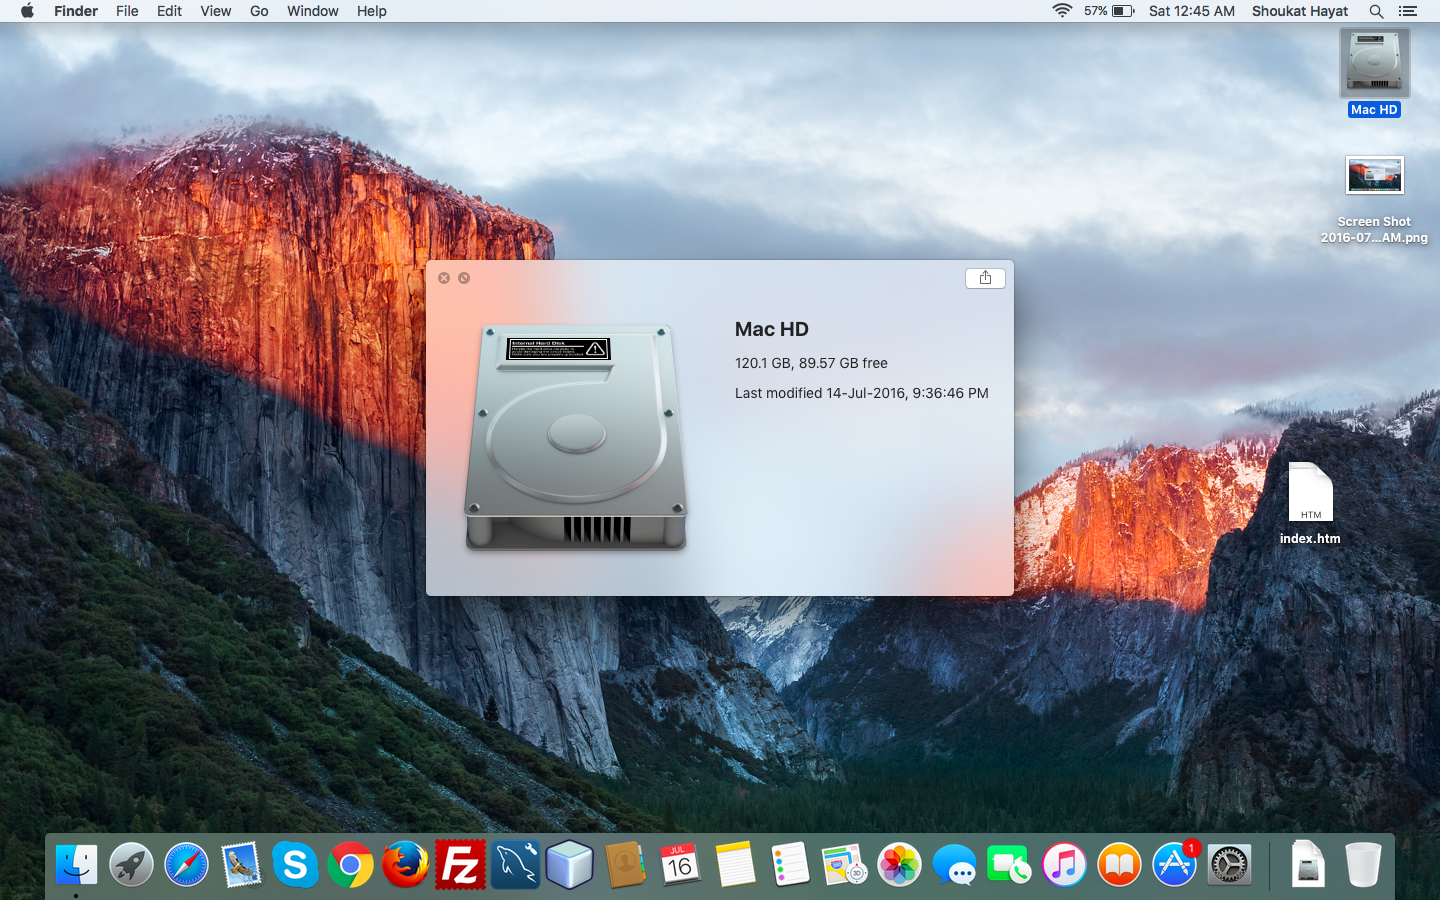 Finder File Edit View Go Window Help 57% Sat 12:45 AM Shoukat Hayat
Mac HD
Screen Shot
2016-07...AM.png
Mac HD
Internal Hard Disk
120.1 GB, 89.57 GB free
Last modified 14-Jul-2016, 9:36:46 PM
HTM
index.htm
S
Fz
JUL
16
3D
1